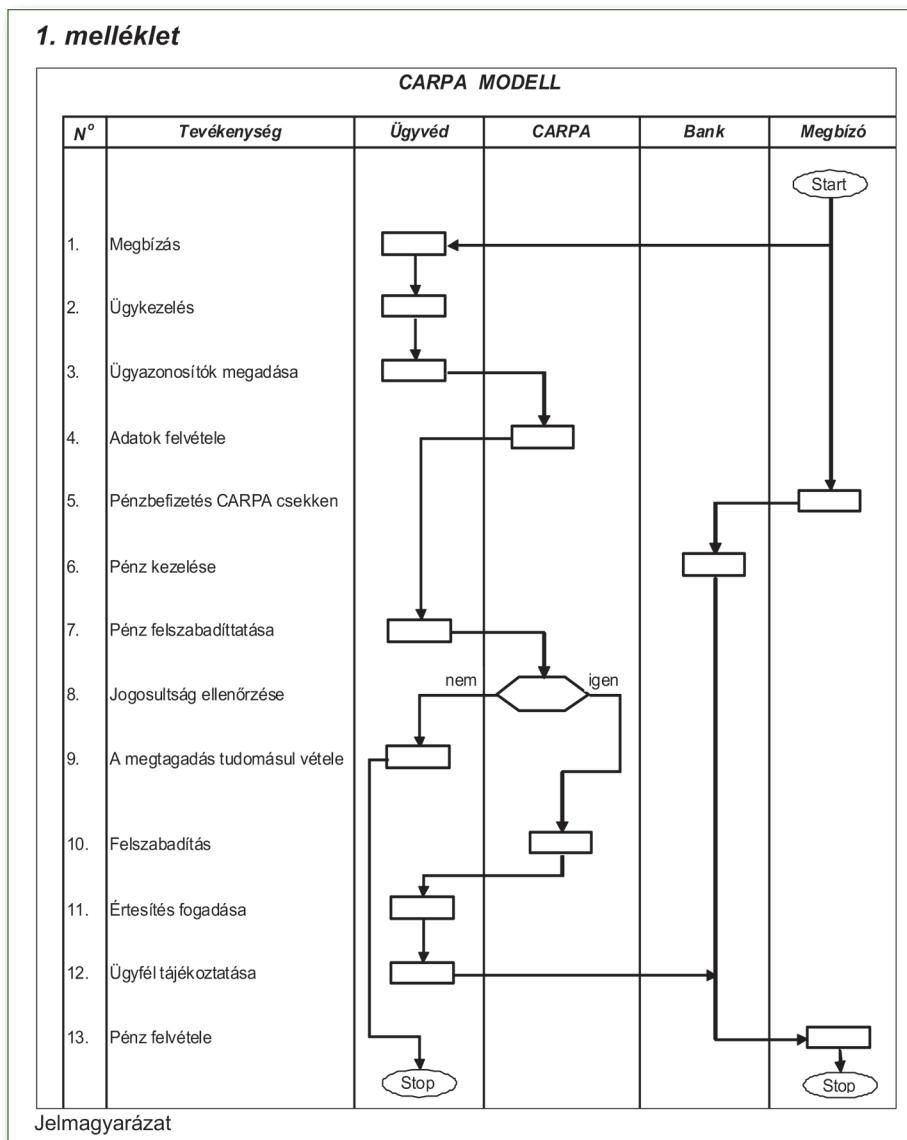 1. melléklet
CARPA MODELL
Nº Tevékenység Ügyvéd CARPA Bank Megbízó
Start
1. Megbízás
2. Ügykezelés
3. Ügyazonosítók megadása
4. Adatok felvétele
5. Pénzbefizetés CARPA csekken
6. Pénz kezelése
7. Pénz felszabadíttatása
nem igen
8. Jogosultság ellenőrzése
9. A megtagadás tudomásul vétele
10. Felszabadítás
11. Értesítés fogadása
12. Ügyfél tájékoztatása
13. Pénz felvétele
Stop Stop
Jelmagyarázat